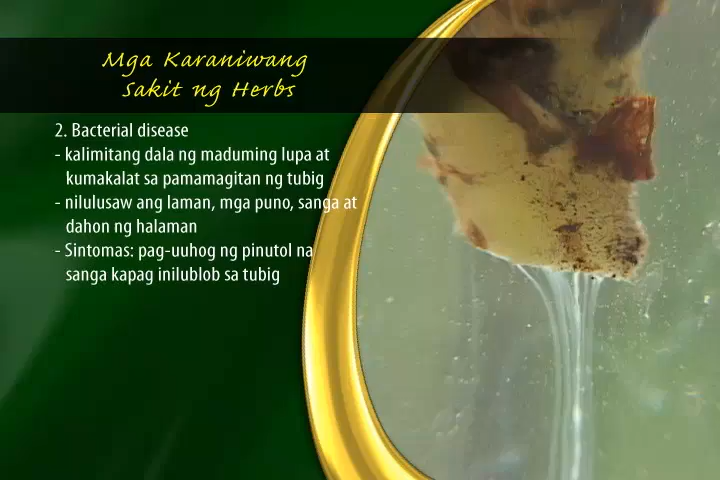 Mga Karaniwang
Sakit ng Herbs
2. Bacterial disease
- kalimitang dala ng maduming lupa at
kumakalat sa pamamagitan ng tubig
- nilulusaw ang laman, mga puno, sanga at
dahon ng halaman
- Sintomas: pag-uuhog ng pinutol na
sanga kapag inilublob sa tubig